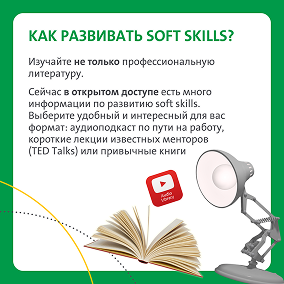 КАК РАЗВИВАТЬ SOFT SKILLS?
Изучайте не только профессиональную
литературу.
Сейчас в открытом доступе есть много
информации по развитию soft skills.
Выберите удобный и интересный для вас
формат: аудиоподкаст по пути на работу,
короткие лекции известных менторов
(TED Talks) или привычные книги